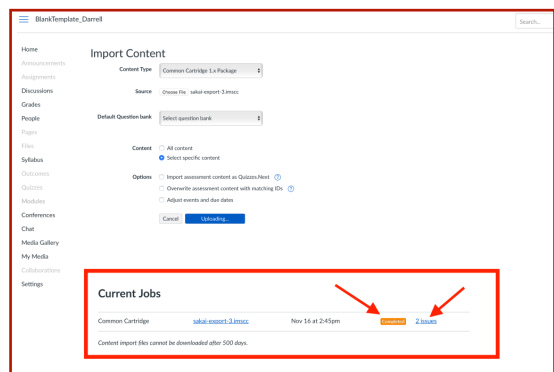 BlankTemplate_Darrell
Search...
Home
Announcements
Assignments
Discussions
Grades
People
Pages
Files
Syllabus
Outcomes
Quizzes
Modules
Conferences
Chat
Media Gallery
My Media
Collaborations
Settings
Import Content
Content Type Common Cartridge 1.x Package
Source Choose File sakai-export-3.imscc
Default Question bank Select question bank
Content All content
Select specific content
Options Import assessment content as Quizzes.Next ?
Overwrite assessment content with matching IDs ?
Adjust events and due dates
Cancel Uploading...
Current Jobs
Common Cartridge sakai-export-3.imscc Nov 16 at 2:45pm Completed 2 issues
Content import files cannot be downloaded after 500 days.